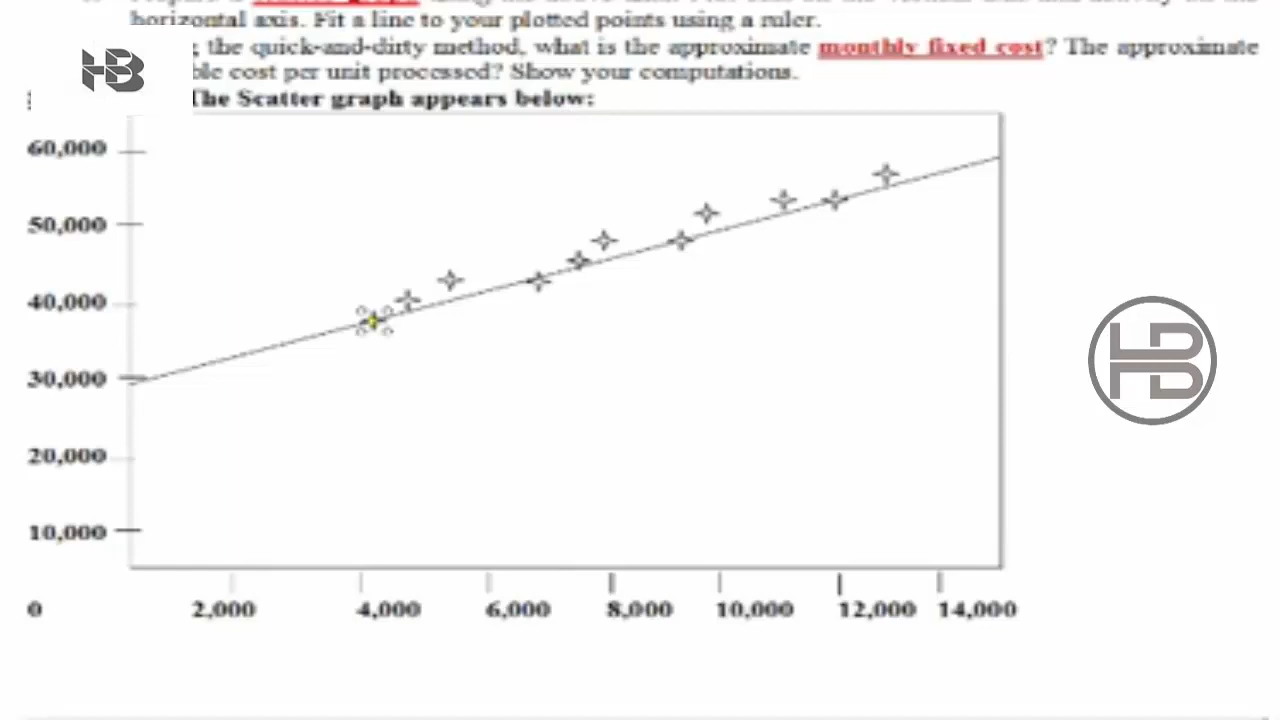 horizontal axis. Fit a line to your plotted points using a ruler.
the quick-and-dirty method, what is the approximate monthly fixed cost? The approximate
ble cost per unit processed? Show your computations.
The Scatter graph appears below:
HB
60,000
50,000
40,000
30,000
20,000
10,000
0 2,000 4,000 6,000 8,000 10,000 12,000 14,000
HB